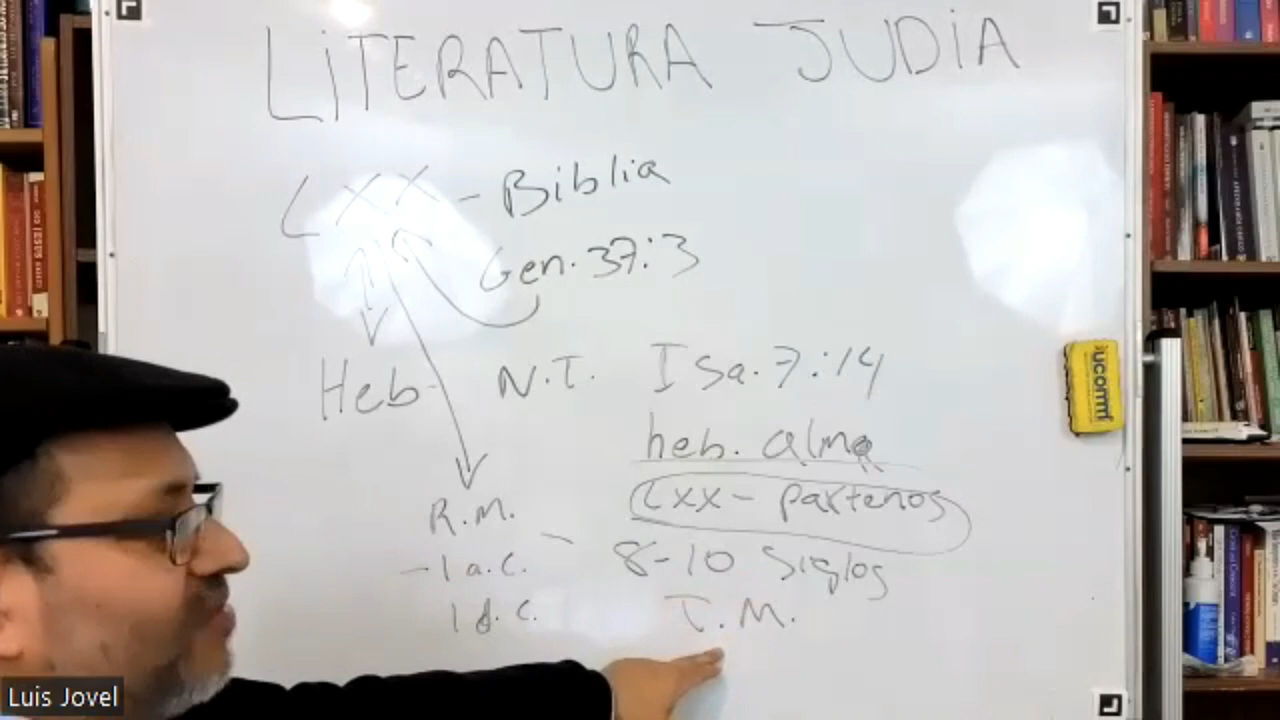 LITERATURA JUDIA
LXX - Biblia
Gen. 37:3
Heb N.T. Isa. 7:14
heb. alma
LXX - partenos
R.M.
- 1 a.C. 8-10 Siglos
1 d.C. T.M.
Luis Jovel